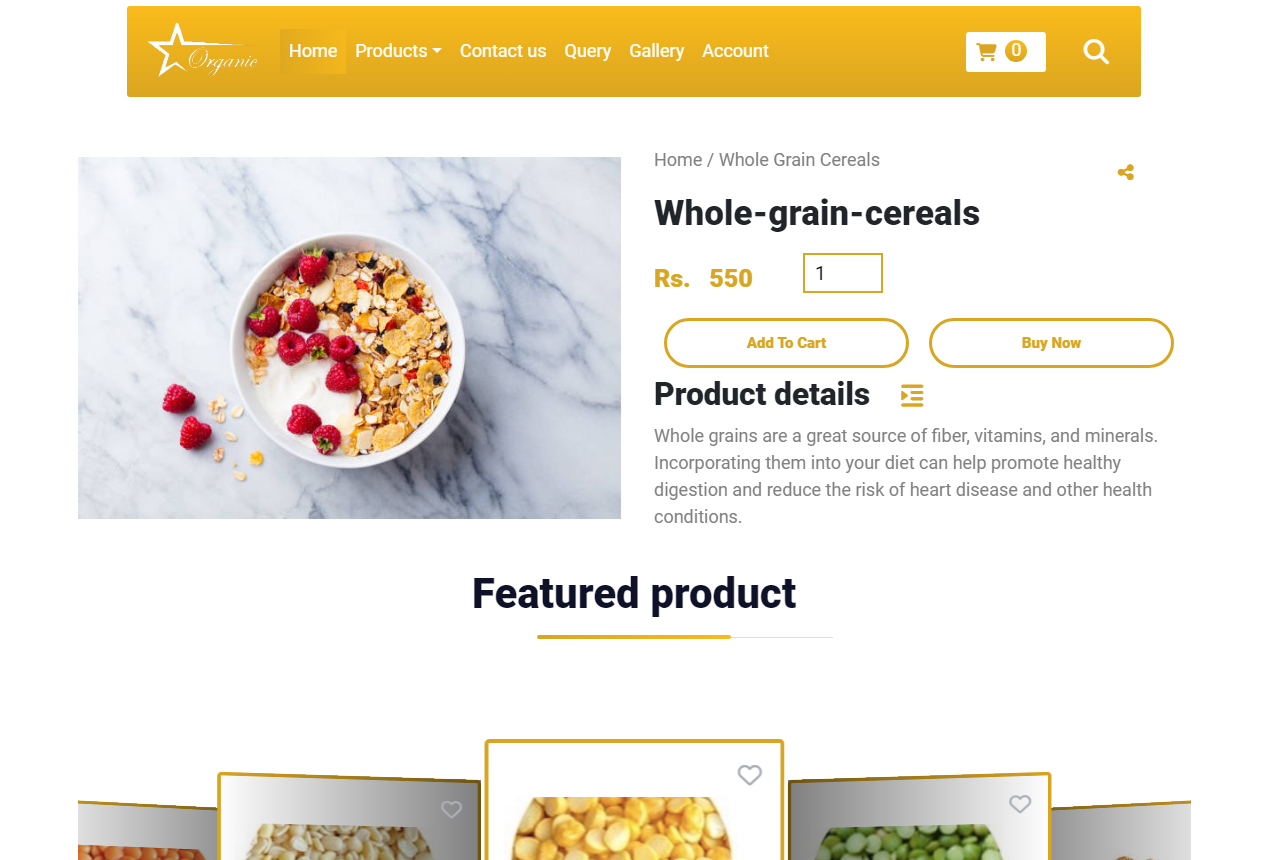 Organic Home Products Contact us Query Gallery Account 0
Home / Whole Grain Cereals
Whole-grain-cereals
Rs. 550 1
Add To Cart Buy Now
Product details
Whole grains are a great source of fiber, vitamins, and minerals.
Incorporating them into your diet can help promote healthy
digestion and reduce the risk of heart disease and other health
conditions.
Featured product